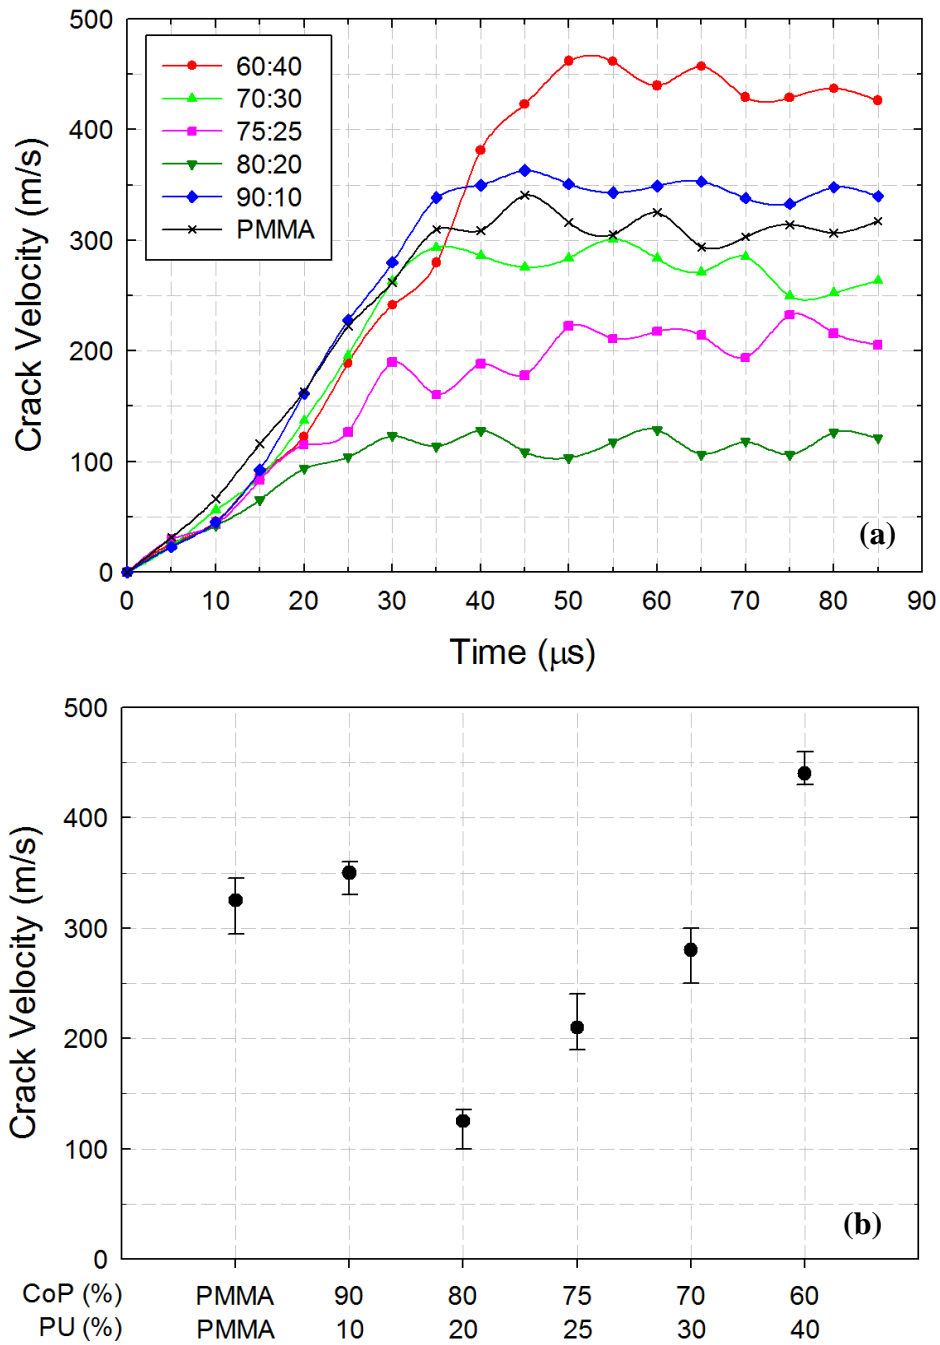 500
400
300
200
100
0
Crack Velocity (m/s)
60:40
70:30
75:25
80:20
90:10
PMMA
(a)
0 10 20 30 40 50 60 70 80 90
Time (μs)
500
400
300
200
100
0
Crack Velocity (m/s)
(b)
CoP (%) PMMA 90 80 75 70 60
PU (%) PMMA 10 20 25 30 40